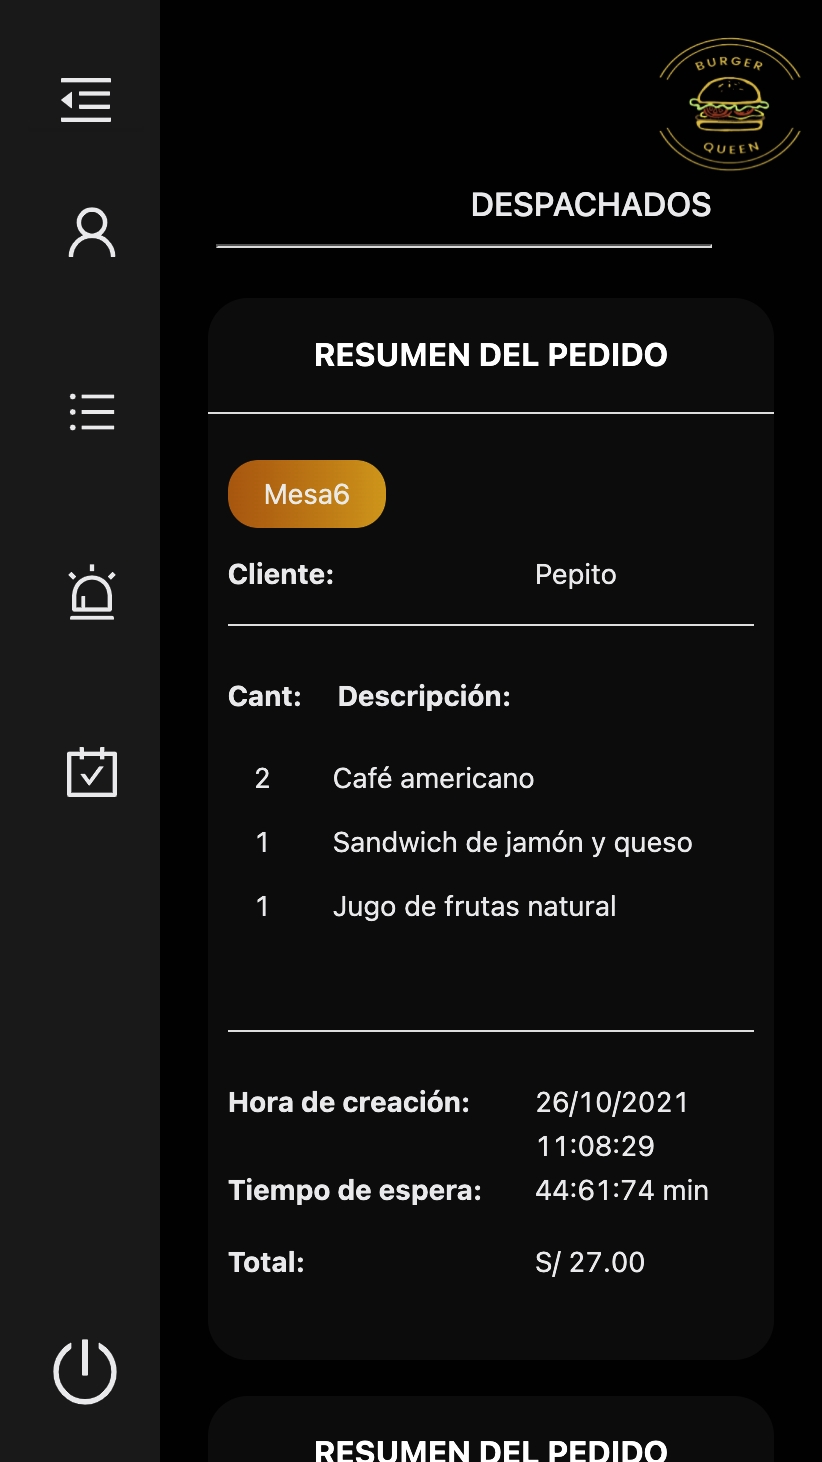 BURGER
QUEEN
DESPACHADOS
RESUMEN DEL PEDIDO
Mesa6
Cliente: Pepito
Cant: Descripción:
2 Café americano
1 Sandwich de jamón y queso
1 Jugo de frutas natural
Hora de creación: 26/10/2021
11:08:29
Tiempo de espera: 44:61:74 min
Total: S/ 27.00
RESUMEN DEL PEDIDO